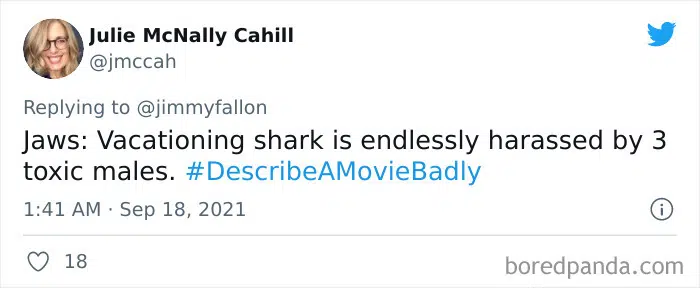 Julie McNally Cahill
@jmccah
Replying to @jimmyfallon
Jaws: Vacationing shark is endlessly harassed by 3
toxic males. #DescribeAMovieBadly
1:41 AM · Sep 18, 2021
18
boredpanda.com